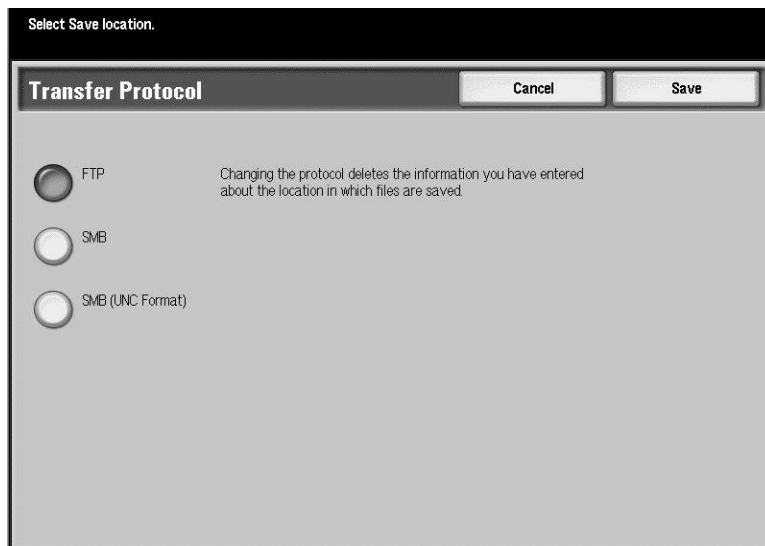 Select Save location.
Transfer Protocol
Cancel
Save
FTP
Changing the protocol deletes the information you have entered
about the location in which files are saved.
SMB
SMB (UNC Format)